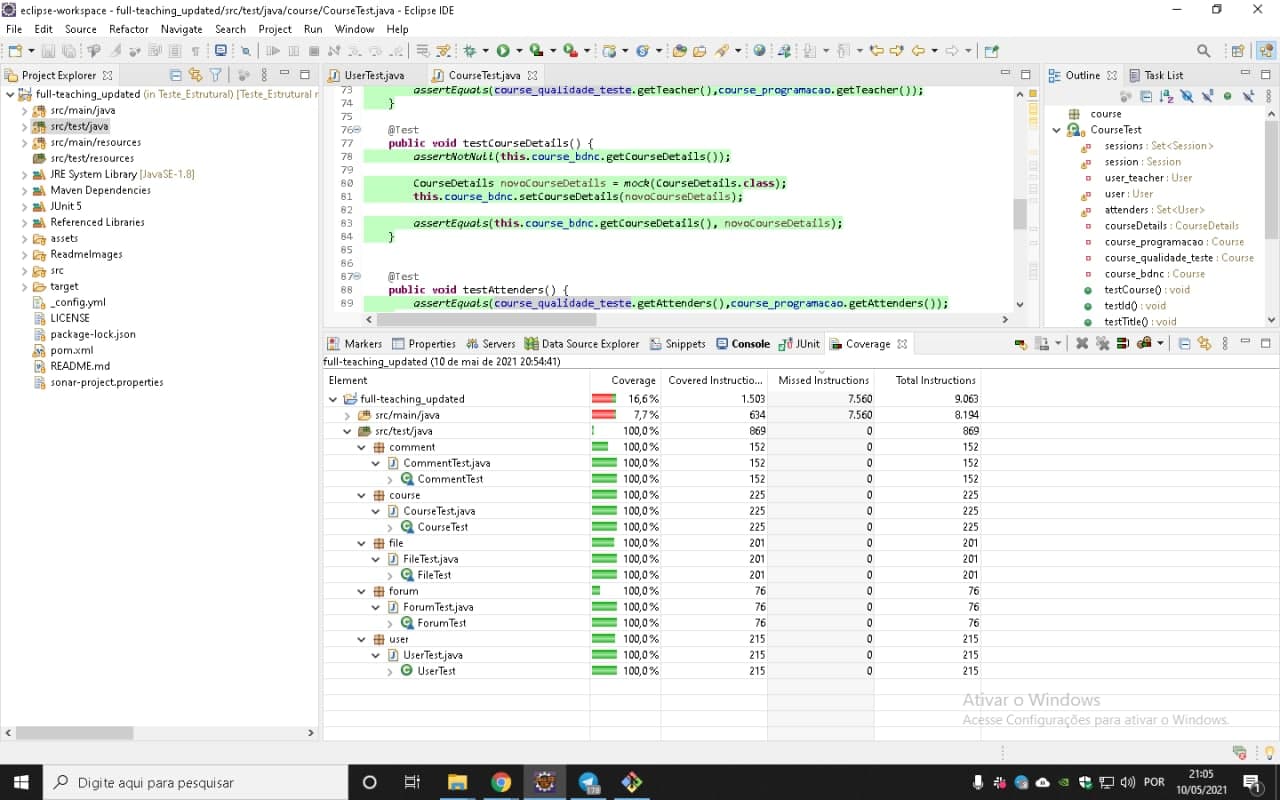 eclipse-workspace - full-teaching_updated/src/test/java/course/CourseTest.java - Eclipse IDE
File Edit Source Refactor Navigate Search Project Run Window Help
Project Explorer
full-teaching_updated (in Teste_Estrutural) [Teste_Estrutural r
src/main/java
src/test/java
src/main/resources
src/test/resources
JRE System Library [JavaSE-1.8]
Maven Dependencies
JUnit 5
Referenced Libraries
assets
ReadmeImages
src
target
_config.yml
LICENSE
package-lock.json
pom.xml
README.md
sonar-project.properties
UserTest.java CourseTest.java
73 assertEquals(course_qualidade_teste.getTeacher(),course_programacao.getTeacher());
74 }
75
76 @Test
77 public void testCourseDetails() {
78 assertNotNull(this.course_bdnc.getCourseDetails());
79
80 CourseDetails novoCourseDetails = mock(CourseDetails.class);
81 this.course_bdnc.setCourseDetails(novoCourseDetails);
82
83 assertEquals(this.course_bdnc.getCourseDetails(), novoCourseDetails);
84 }
85
86
87 @Test
88 public void testAttenders() {
89 assertEquals(course_qualidade_teste.getAttenders(),course_programacao.getAttenders());
Outline Task List
course
CourseTest
sessions : Set<Session>
session : Session
user_teacher : User
user : User
attenders : Set<User>
courseDetails : CourseDetails
course_programacao : Course
course_qualidade_teste : Course
course_bdnc : Course
testCourse() : void
testId() : void
testTitle() : void
Markers Properties Servers Data Source Explorer Snippets Console JUnit Coverage
full-teaching_updated (10 de mai de 2021 20:54:41)
Element Coverage Covered Instructio... Missed Instructions Total Instructions
full-teaching_updated 16,6 % 1.503 7.560 9.063
src/main/java 7,7 % 634 7.560 8.194
src/test/java 100,0 % 869 0 869
comment 100,0 % 152 0 152
CommentTest.java 100,0 % 152 0 152
CommentTest 100,0 % 152 0 152
course 100,0 % 225 0 225
CourseTest.java 100,0 % 225 0 225
CourseTest 100,0 % 225 0 225
file 100,0 % 201 0 201
FileTest.java 100,0 % 201 0 201
FileTest 100,0 % 201 0 201
forum 100,0 % 76 0 76
ForumTest.java 100,0 % 76 0 76
ForumTest 100,0 % 76 0 76
user 100,0 % 215 0 215
UserTest.java 100,0 % 215 0 215
UserTest 100,0 % 215 0 215
Ativar o Windows
Acesse Configurações para ativar o Windows.
Digite aqui para pesquisar
178
POR
21:05
10/05/2021
1